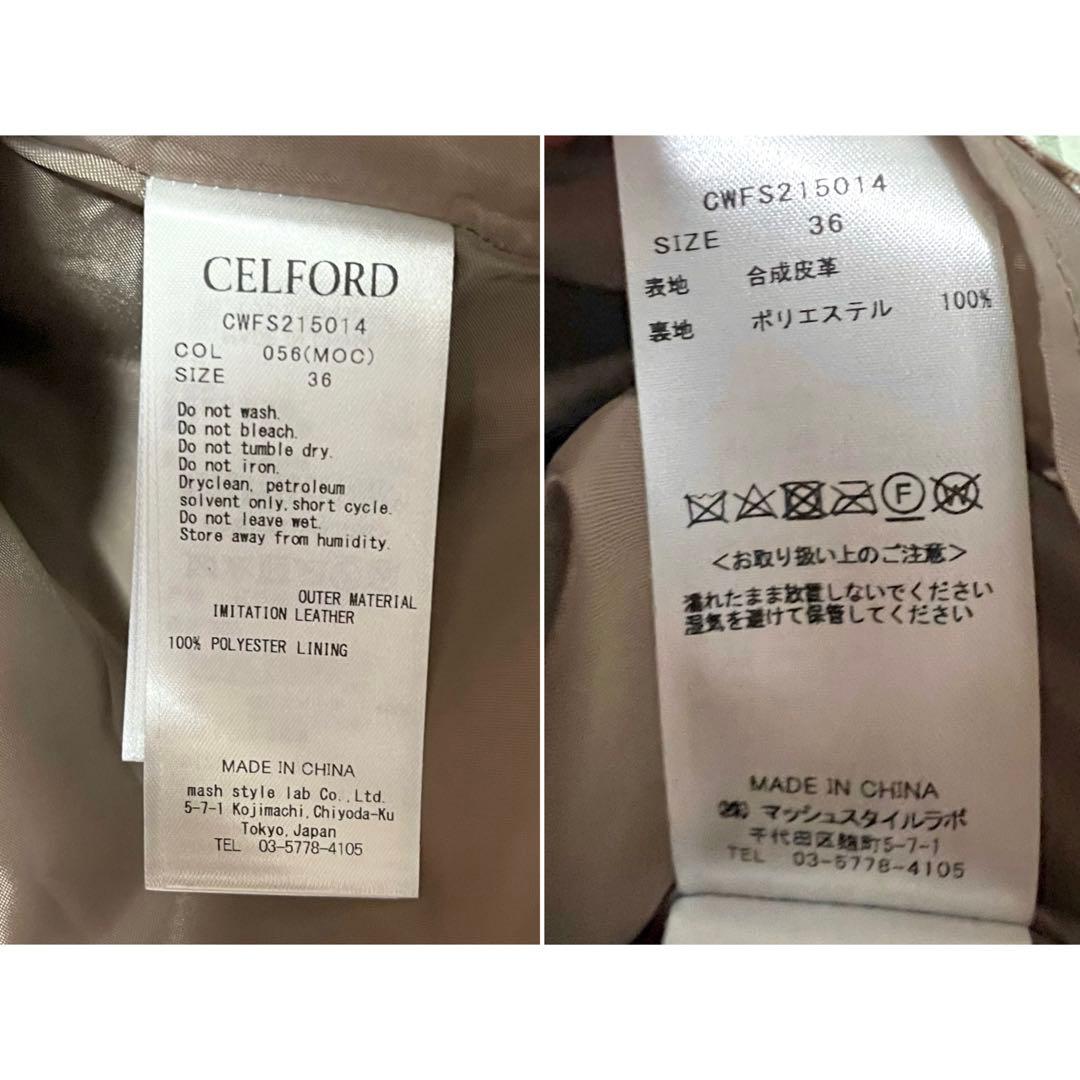 CELFORD
CWFS215014
COL 056(MOC)
SIZE 36
Do not wash.
Do not bleach.
Do not tumble dry.
Do not iron.
Dryclean, petroleum
solvent only,short cycle.
Do not leave wet.
Store away from humidity.
OUTER MATERIAL
IMITATION LEATHER
100% POLYESTER LINING
MADE IN CHINA
mash style lab Co.,Ltd.
5-7-1 Kojimachi,Chiyoda-Ku
Tokyo,Japan
TEL 03-5778-4105
CWFS215014
SIZE 36
表地 合成皮革
裏地 ポリエステル 100%
F W
<お取り扱い上のご注意>
濡れたまま放置しないでください
湿気を避けて保管してください
MADE IN CHINA
㈱マッシュスタイルラボ
千代田区麹町5-7-1
TEL 03-5778-4105